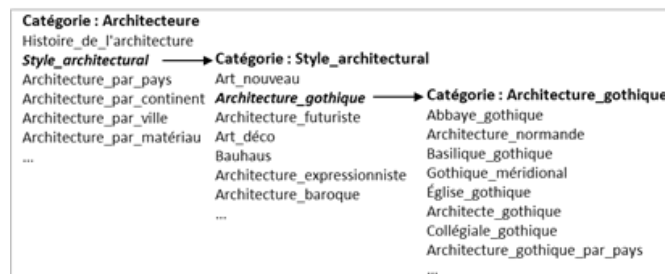 Catégorie : Architecteure
Histoire_de_l'architecture
Style_architectural
Architecture_par_pays
Architecture_par_continent
Architecture_par_ville
Architecture_par_matériau
...
Catégorie : Style_architectural
Art_nouveau
Architecture_gothique
Architecture_futuriste
Art_déco
Bauhaus
Architecture_expressionniste
Architecture_baroque
...
Catégorie : Architecture_gothique
Abbaye_gothique
Architecture_normande
Basilique_gothique
Gothique_méridional
Église_gothique
Architecte_gothique
Collégiale_gothique
Architecture_gothique_par_pays
...